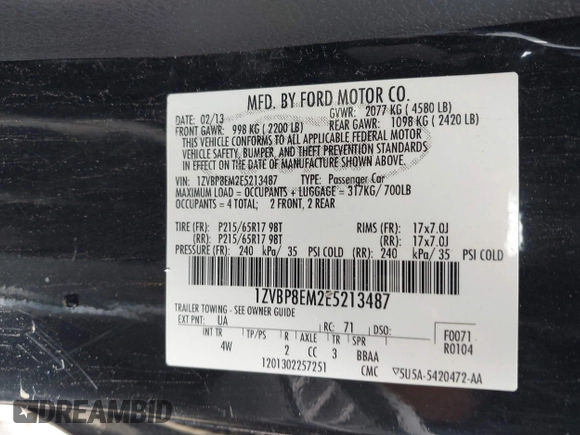 MFD. BY FORD MOTOR CO.
DATE: 02/13 GVWR: 2077 KG ( 4580 LB)
FRONT GAWR: 998 KG ( 2200 LB) REAR GAWR: 1098 KG ( 2420 LB)
THIS VEHICLE CONFORMS TO ALL APPLICABLE FEDERAL MOTOR
VEHICLE SAFETY, BUMPER, AND THEFT PREVENTION STANDARDS
IN EFFECT ON THE DATE OF MANUFACTURE SHOWN ABOVE.
VIN: 1ZVBP8EM2E5213487 TYPE: Passenger Car
MAXIMUM LOAD = OCCUPANTS + LUGGAGE = 317KG/ 700LB
OCCUPANTS = 4 TOTAL; 2 FRONT, 2 REAR
TIRE (FR): P215/65R17 98T RIMS (FR): 17x7.0J
(RR): P215/65R17 98T (RR): 17x7.0J
PRESSURE (FR): 240 kPa/ 35 PSI COLD (RR): 240 kPa/ 35 PSI COLD
1ZVBP8EM2E5213487
TRAILER TOWING - SEE OWNER GUIDE
EXT PNT: UA RC: 71 DSO: F0071
INT TR TP/PS R AXLE TR SPR R0104
4W 2 CC 3 BBAA
1201302257251 CMC 5U5A-5420472-AA
DREAMBID